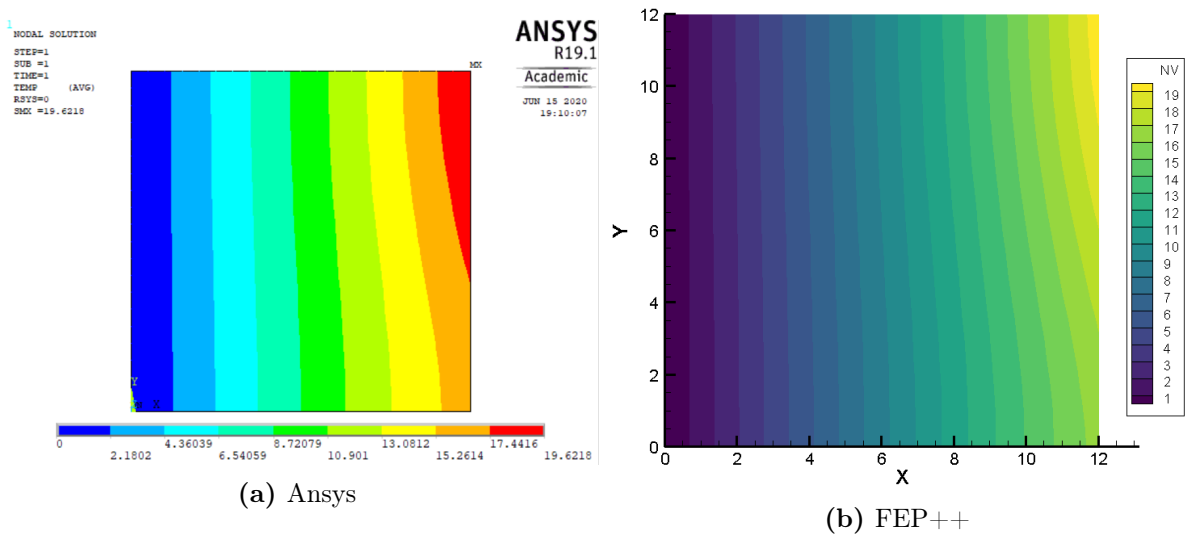 1
NODAL SOLUTION
STEP=1
SUB =1
TIME=1
TEMP (AVG)
RSYS=0
SMX =19.6218
ANSYS
R19.1
Academic
JUN 15 2020
19:10:07
MX
Y
X
0 4.36039 8.72079 13.0812 17.4416
2.1802 6.54059 10.901 15.2614 19.6218
(a) Ansys
12
10
8
6
4
2
0
Y
0 2 4 6 8 10 12
X
NV
19
18
17
16
15
14
13
12
11
10
9
8
7
6
5
4
3
2
1
(b) FEP++